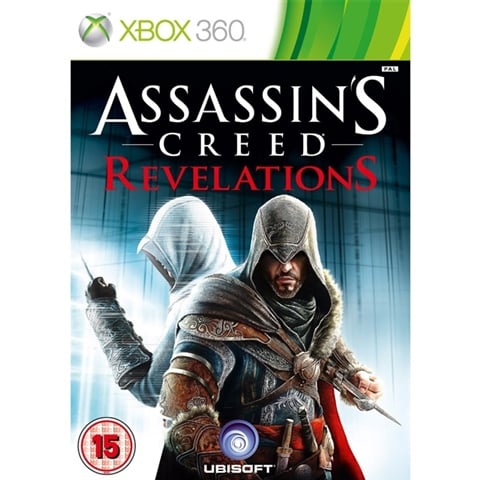 XBOX 360
PAL
ASSASSIN'S
CREED
REVELATIONS
15
UBISOFT